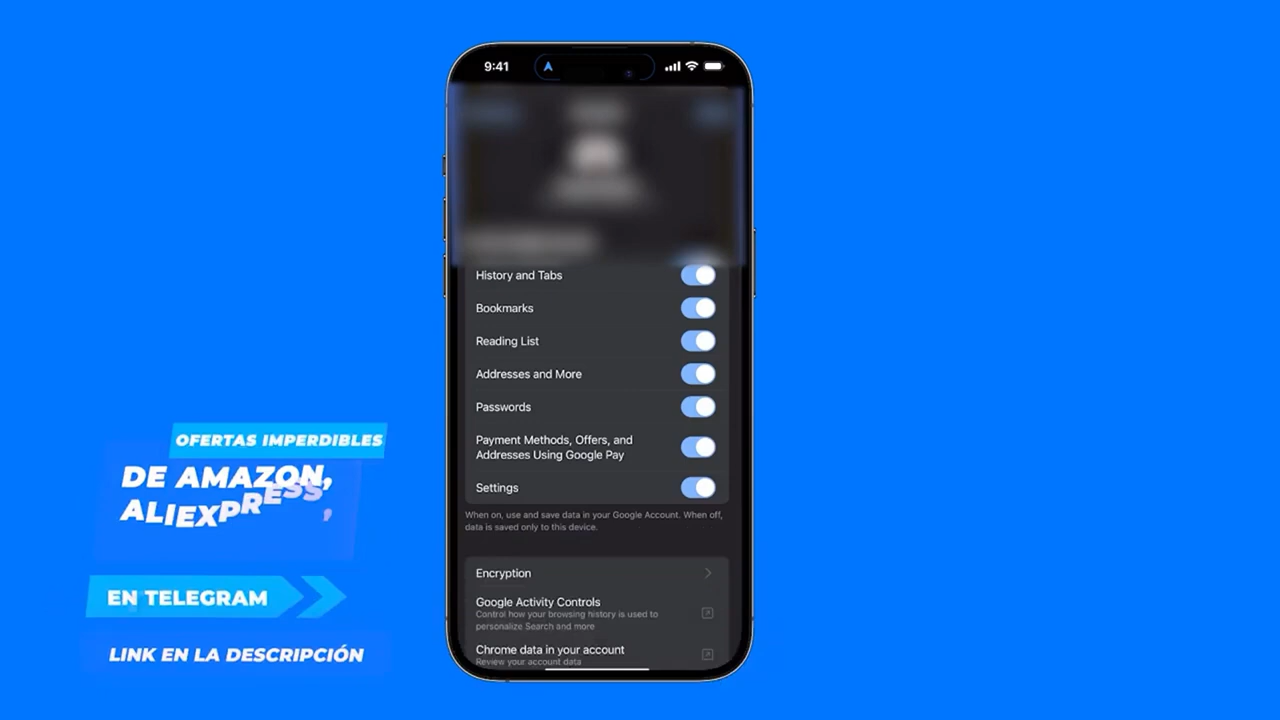 9:41
History and Tabs
Bookmarks
Reading List
Addresses and More
Passwords
Payment Methods, Offers, and
Addresses Using Google Pay
Settings
When on, use and save data in your Google Account. When off,
data is saved only to this device.
Encryption
Google Activity Controls
Control how your browsing history is used to
personalize Search and more
Chrome data in your account
Review your account data
OFERTAS IMPERDIBLES
DE AMAZON,
ALIEXPRESS,
EN TELEGRAM
LINK EN LA DESCRIPCIÓN